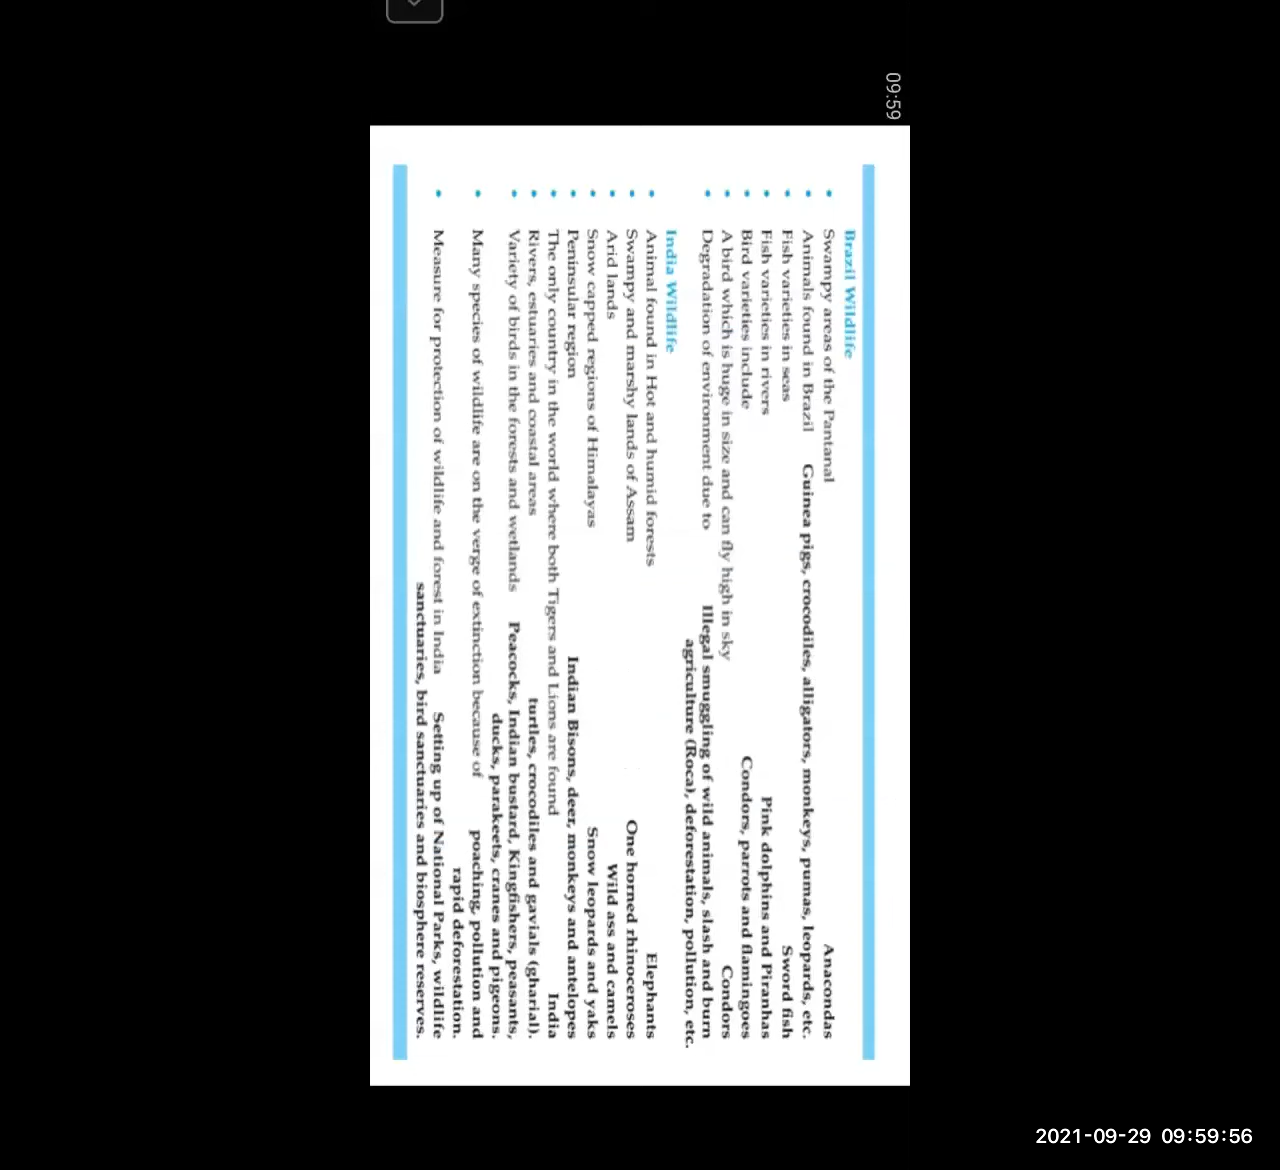 09:59
Brazil Wildlife
• Swampy areas of the Pantanal Anacondas
• Animals found in Brazil Guinea pigs, crocodiles, alligators, monkeys, pumas, leopards, etc.
• Fish varieties in seas Sword fish
• Fish varieties in rivers Pink dolphins and Piranhas
• Bird varieties include Condors, parrots and flamingoes
• A bird which is huge in size and can fly high in sky Condors
• Degradation of environment due to Illegal smuggling of wild animals, slash and burn
agriculture (Roca), deforestation, pollution, etc.
India Wildlife
• Animal found in Hot and humid forests Elephants
• Swampy and marshy lands of Assam One horned rhinoceroses
• Arid lands Wild ass and camels
• Snow capped regions of Himalayas Snow leopards and yaks
• Peninsular region Indian Bisons, deer, monkeys and antelopes
• The only country in the world where both Tigers and Lions are found India
• Rivers, estuaries and coastal areas turtles, crocodiles and gavials (gharial).
• Variety of birds in the forests and wetlands Peacocks, Indian bustard, Kingfishers, peasants,
ducks, parakeets, cranes and pigeons.
• Many species of wildlife are on the verge of extinction because of poaching, pollution and
rapid deforestation.
• Measure for protection of wildlife and forest in India Setting up of National Parks, wildlife
sanctuaries, bird sanctuaries and biosphere reserves.
2021-09-29 09:59:56